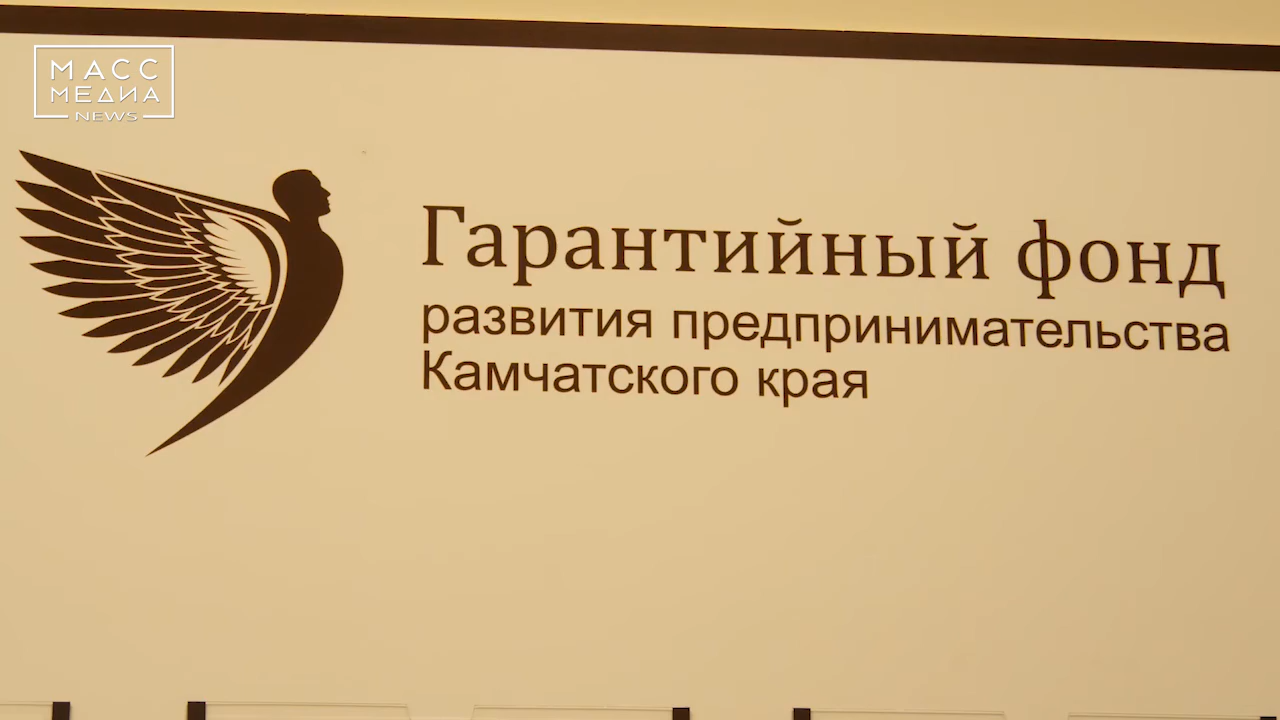 МАСС
МЕДИА
NEWS
Гарантийный фонд
развития предпринимательства
Камчатского края